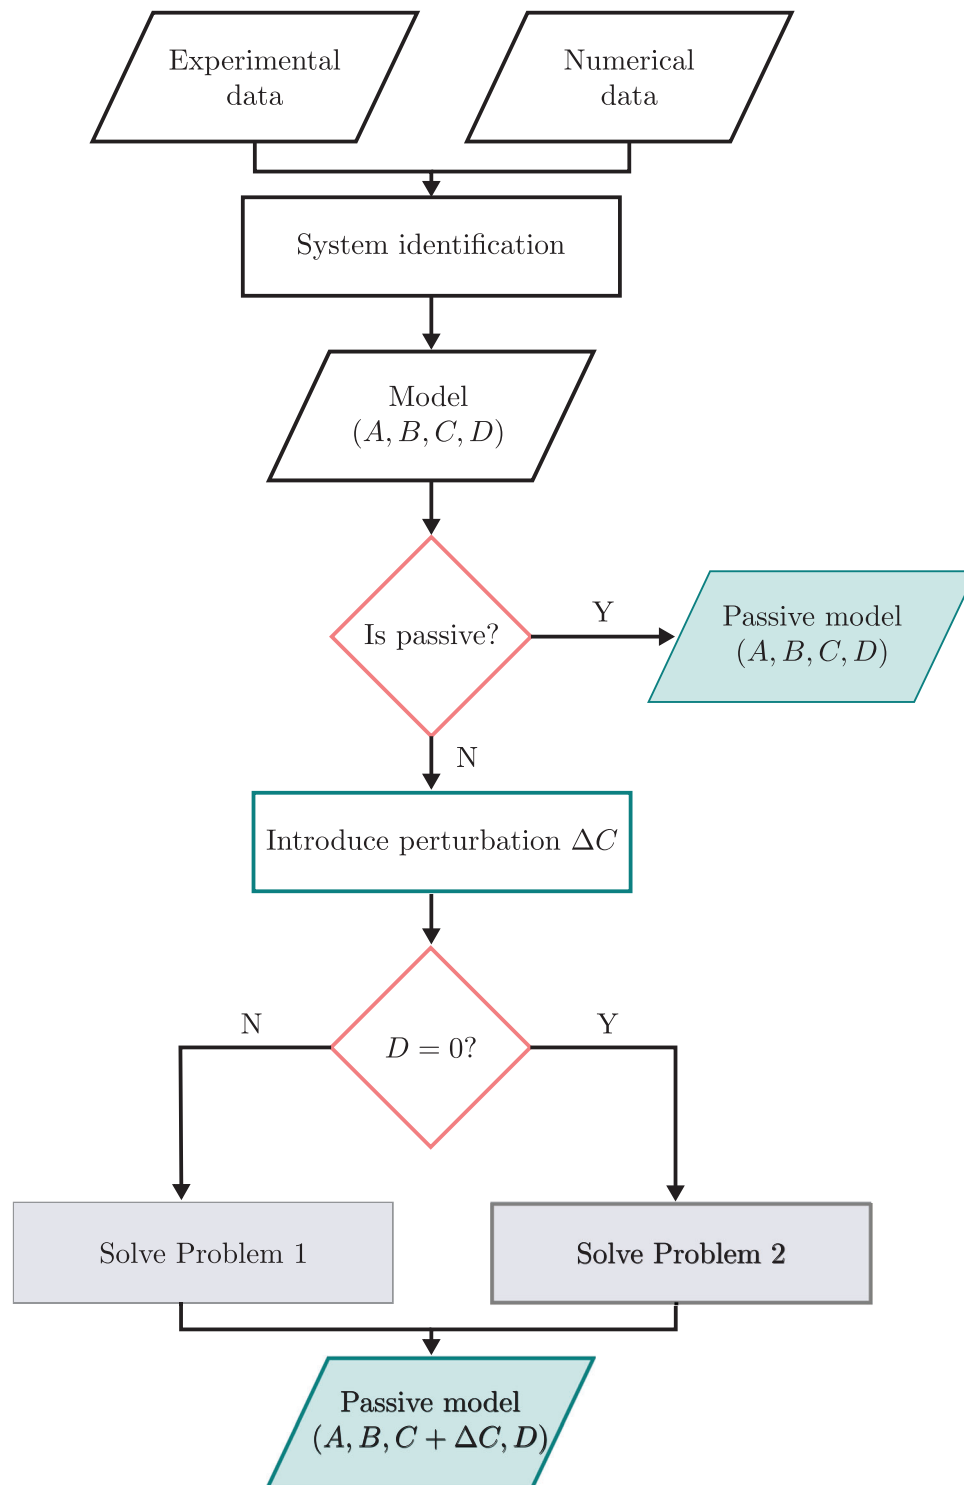 Experimental
data
Numerical
data
System identification
Model
(A, B, C, D)
Is passive?
Y
Passive model
(A, B, C, D)
N
Introduce perturbation ΔC
N
D = 0?
Y
Solve Problem 1
Solve Problem 2
Passive model
(A, B, C + ΔC, D)